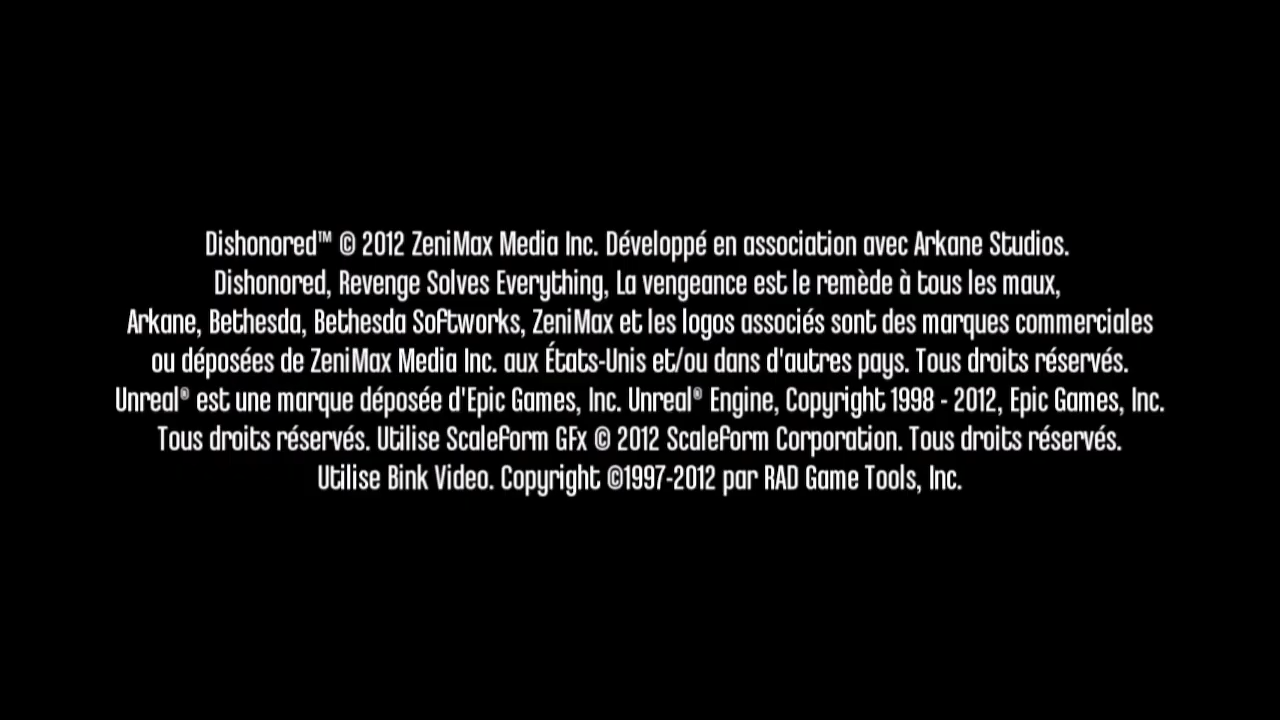 Dishonored™ © 2012 ZeniMax Media Inc. Développé en association avec Arkane Studios.
Dishonored, Revenge Solves Everything, La vengeance est le remède à tous les maux,
Arkane, Bethesda, Bethesda Softworks, ZeniMax et les logos associés sont des marques commerciales
ou déposées de ZeniMax Media Inc. aux États-Unis et/ou dans d'autres pays. Tous droits réservés.
Unreal® est une marque déposée d'Epic Games, Inc. Unreal® Engine, Copyright 1998 - 2012, Epic Games, Inc.
Tous droits réservés. Utilise Scaleform GFx © 2012 Scaleform Corporation. Tous droits réservés.
Utilise Bink Video. Copyright ©1997-2012 par RAD Game Tools, Inc.